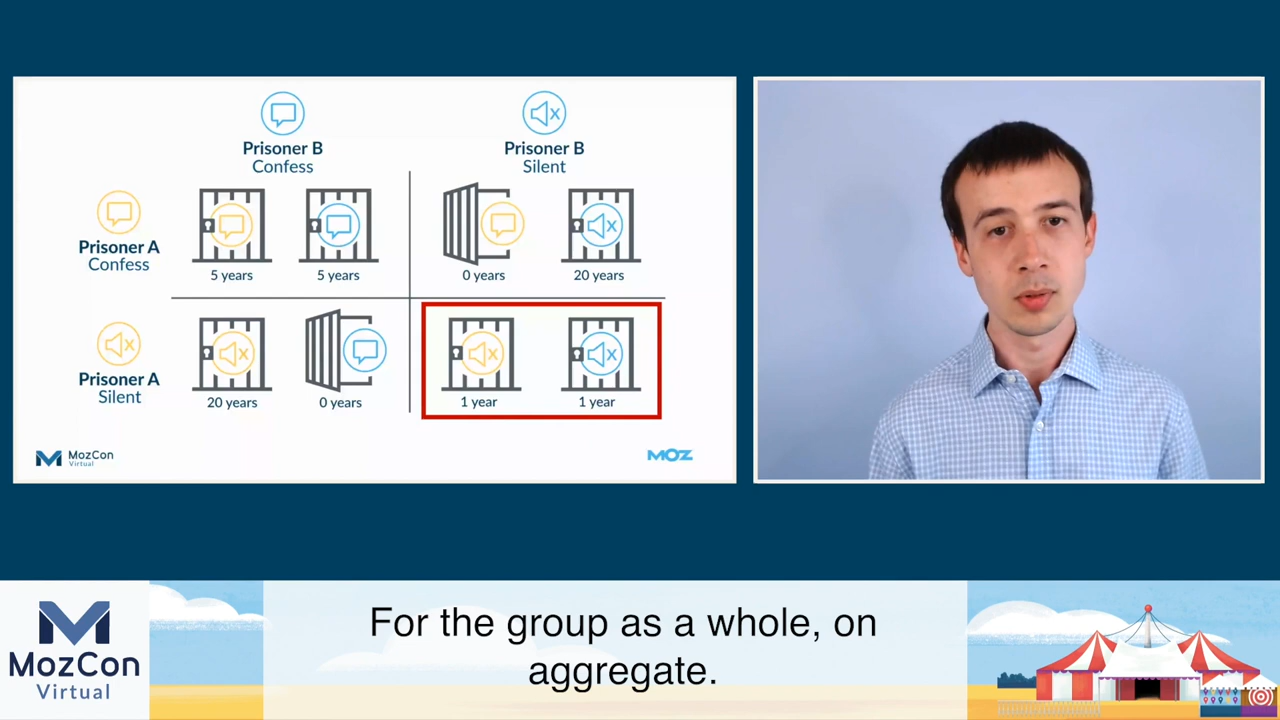 Prisoner B
Confess
Prisoner B
Silent
Prisoner A
Confess
5 years
5 years
0 years
20 years
Prisoner A
Silent
20 years
0 years
1 year
1 year
MozCon
Virtual
MOZ
MozCon
Virtual
For the group as a whole, on
aggregate.